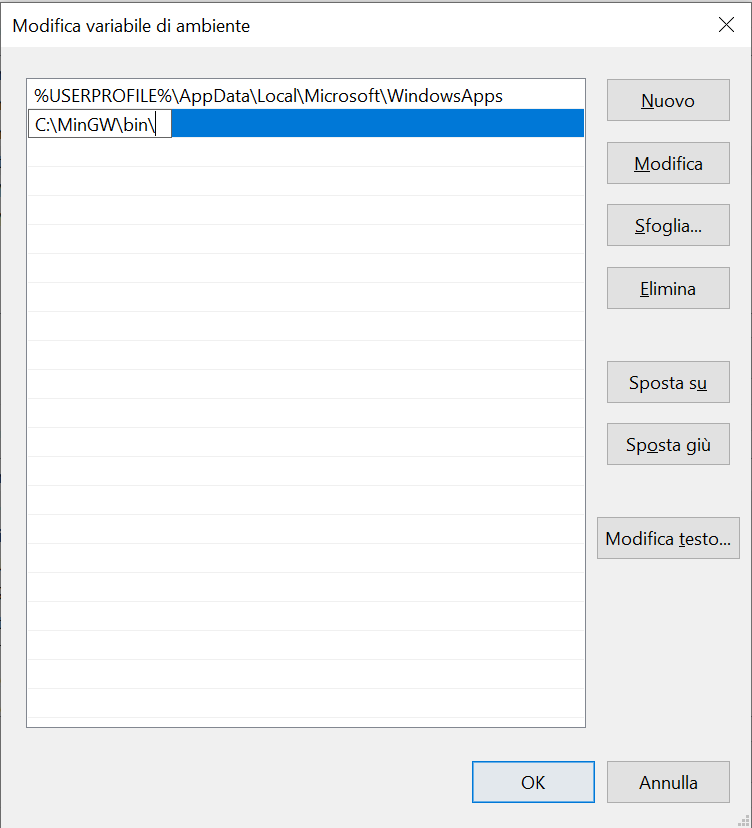 Modifica variabile di ambiente
%USERPROFILE%\AppData\Local\Microsoft\WindowsApps
C:\MinGW\bin\
Nuovo
Modifica
Sfoglia...
Elimina
Sposta su
Sposta giù
Modifica testo...
OK
Annulla